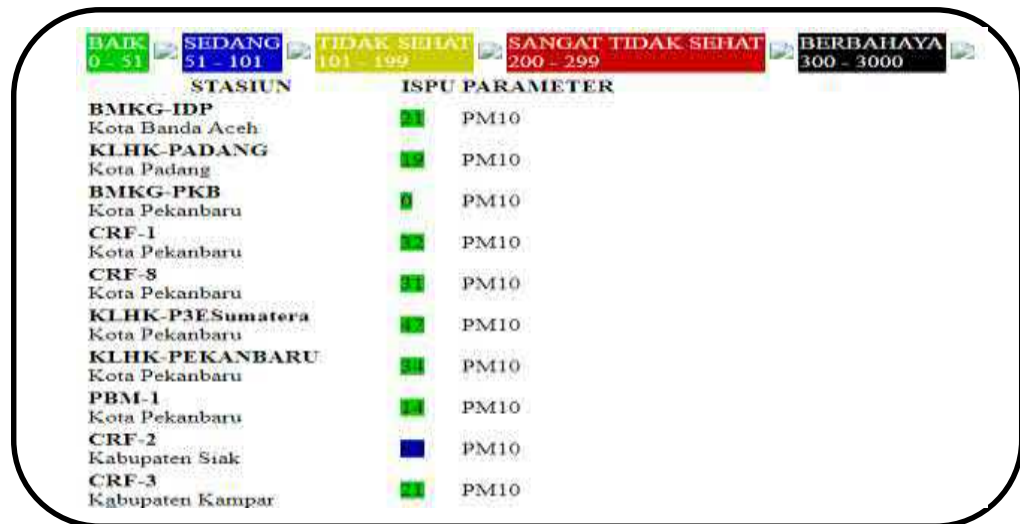 BAIK SEDANG TIDAK SEHAT SANGAT TIDAK SEHAT BERBAHAYA
0 - 51 51 - 101 101 - 199 200 - 299 300 - 3000
STASIUN ISPU PARAMETER
BMKG-IDP
21 PM10
Kota Banda Aceh
KLHK-PADANG
19 PM10
Kota Padang
BMKG-PKB
0 PM10
Kota Pekanbaru
CRF-1
32 PM10
Kota Pekanbaru
CRF-8
31 PM10
Kota Pekanbaru
KLHK-P3ESumatera
PM10
Kota Pekanbaru
KLHK-PEKANBARU
34 PM10
Kota Pekanbaru
PBM-1
PM10
Kota Pekanbaru
CRF-2
PM10
Kabupaten Siak
CRF-3
21 PM10
Kabupaten Kampar